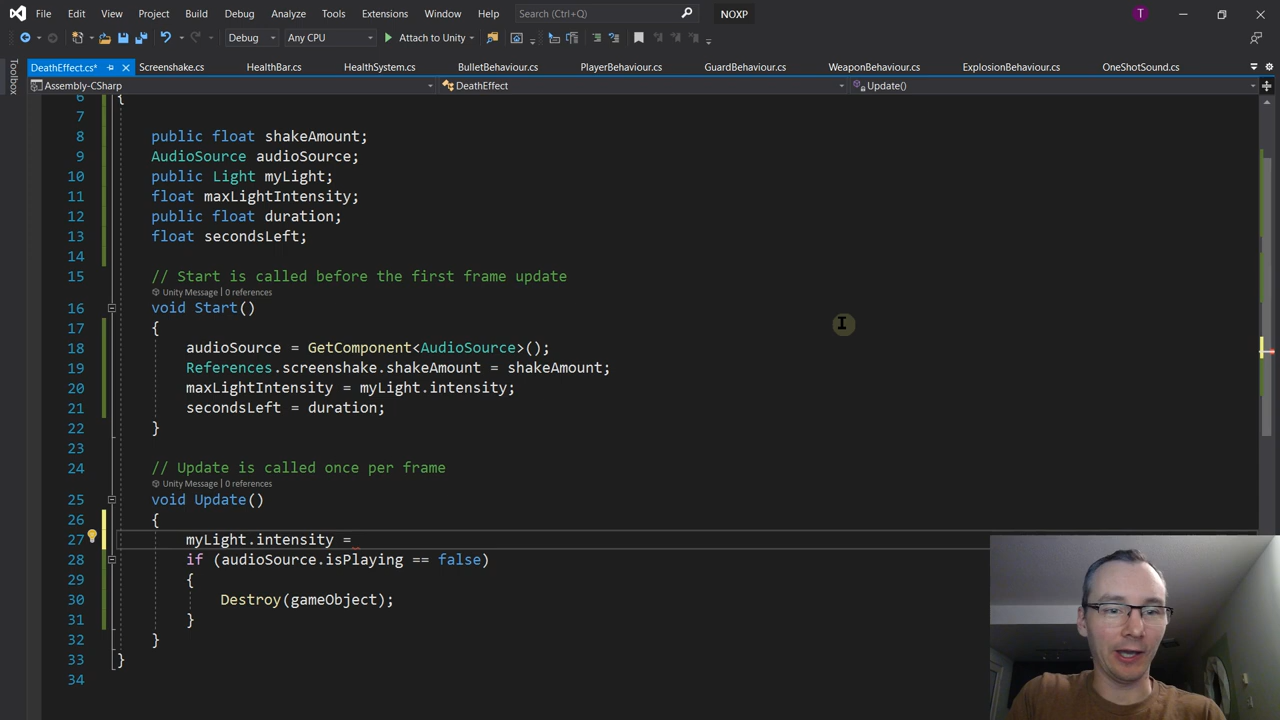 File Edit View Project Build Debug Analyze Tools Extensions Window Help Search (Ctrl+Q) NOXP T
Debug Any CPU Attach to Unity
DeathEffect.cs* Screenshake.cs HealthBar.cs HealthSystem.cs BulletBehaviour.cs PlayerBehaviour.cs GuardBehaviour.cs WeaponBehaviour.cs ExplosionBehaviour.cs OneShotSound.cs
Toolbox
Assembly-CSharp DeathEffect Update()
6 {
7
8 public float shakeAmount;
9 AudioSource audioSource;
10 public Light myLight;
11 float maxLightIntensity;
12 public float duration;
13 float secondsLeft;
14
15 // Start is called before the first frame update
Unity Message | 0 references
16 void Start()
17 {
18 audioSource = GetComponent<AudioSource>();
19 References.screenshake.shakeAmount = shakeAmount;
20 maxLightIntensity = myLight.intensity;
21 secondsLeft = duration;
22 }
23
24 // Update is called once per frame
Unity Message | 0 references
25 void Update()
26 {
27 myLight.intensity =
28 if (audioSource.isPlaying == false)
29 {
30 Destroy(gameObject);
31 }
32 }
33 }
34